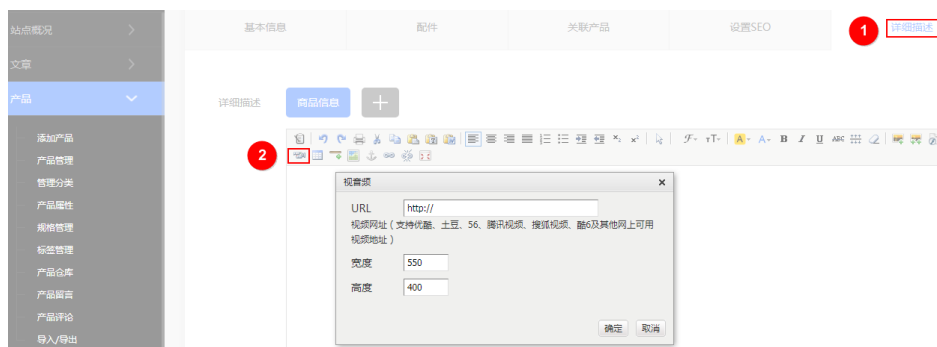 站点概况
基本信息
配件
关联产品
设置SEO
1
详细描述
文章
产品
详细描述
商品信息
添加产品
产品管理
管理分类
产品属性
规格管理
标签管理
产品仓库
产品留言
产品评论
导入/导出
2
B I U ABC
视音频
URL http://
视频网址(支持优酷、土豆、56、腾讯视频、搜狐视频、酷6及其他网上可用
视频地址)
宽度 550
高度 400
确定 取消